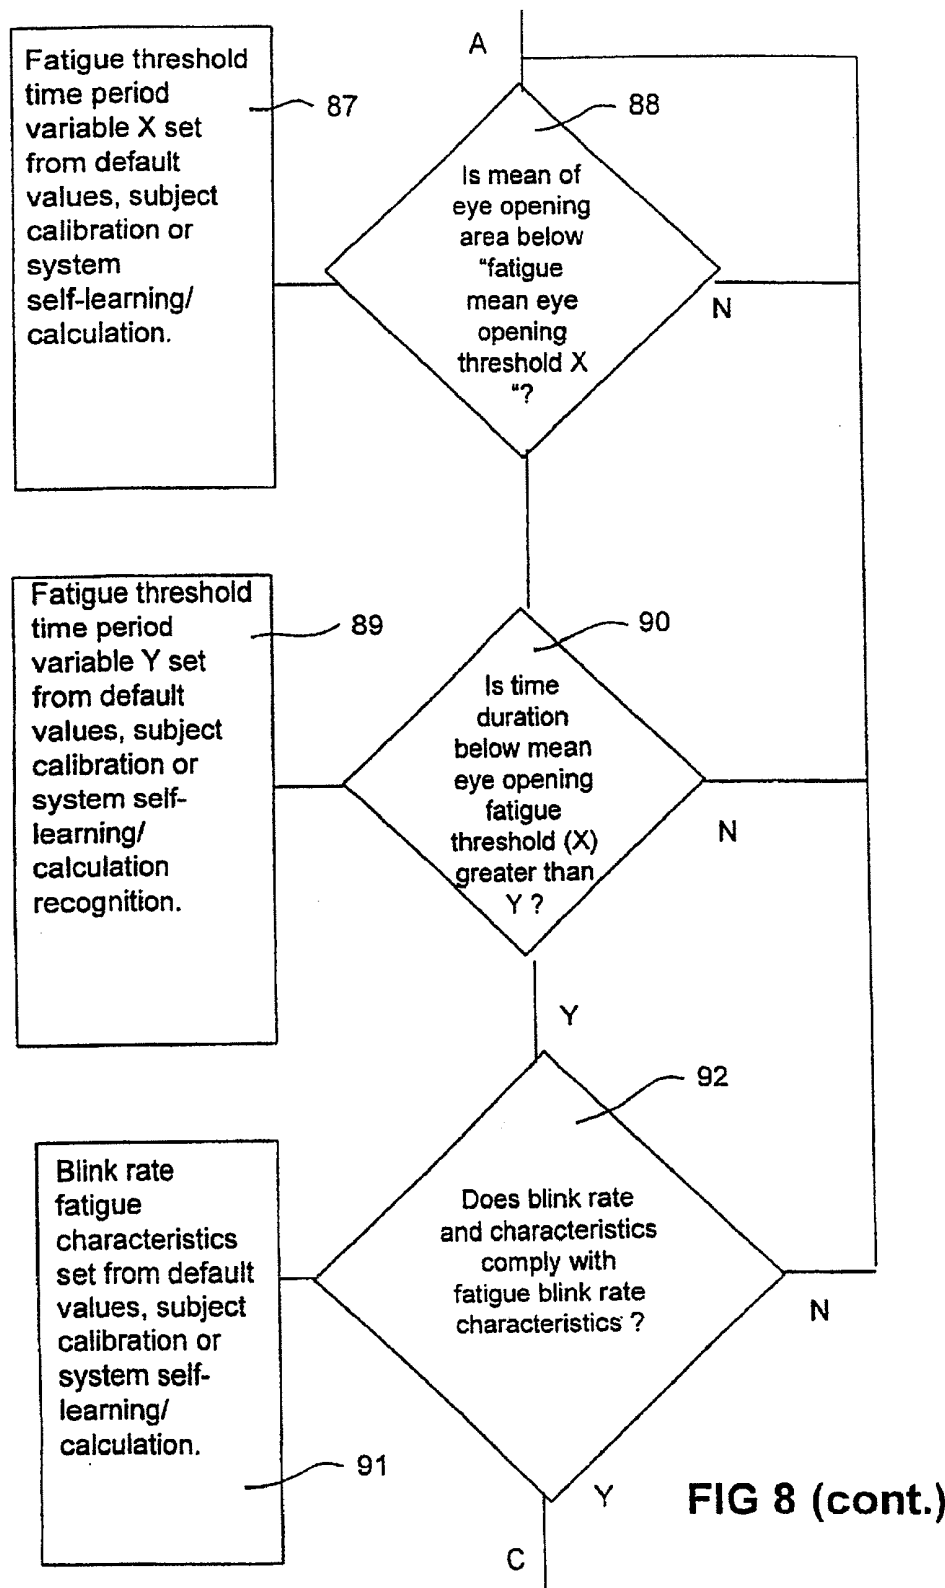 A
Fatigue threshold
time period
variable X set
from default
values, subject
calibration or
system
self-learning/
calculation.
87
88
Is mean of
eye opening
area below
“fatigue
mean eye
opening
threshold X
“?
N
Fatigue threshold
time period
variable Y set
from default
values, subject
calibration or
system self-
learning/
calculation
recognition.
89
90
Is time
duration
below mean
eye opening
fatigue
threshold (X)
greater than
Y ?
N
Y
Blink rate
fatigue
characteristics
set from default
values, subject
calibration or
system self-
learning/
calculation.
91
92
Does blink rate
and characteristics
comply with
fatigue blink rate
characteristics ?
N
Y
C
FIG 8 (cont.)